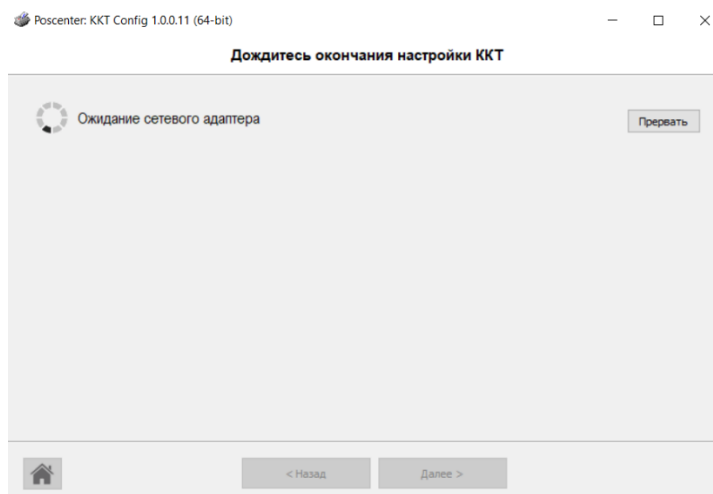 Poscenter: KKT Config 1.0.0.11 (64-bit)
Дождитесь окончания настройки ККТ
Ожидание сетевого адаптера
Прервать
< Назад
Далее >